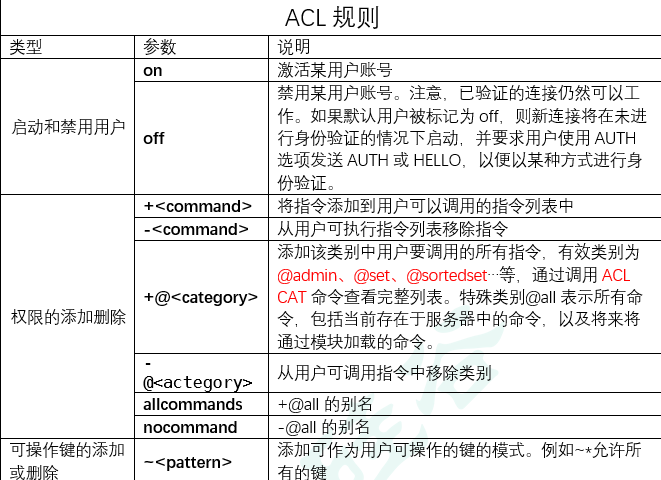 ACL 规则
类型 参数 说明
启动和禁用用户
on 激活某用户账号
off
禁用某用户账号。注意，已验证的连接仍然可以工
作。如果默认用户被标记为 off，则新连接将在未进
行身份验证的情况下启动，并要求用户使用 AUTH
选项发送 AUTH 或 HELLO，以便以某种方式进行身
份验证。
权限的添加删除
+<command> 将指令添加到用户可以调用的指令列表中
-<command> 从用户可执行指令列表移除指令
+@<category>
添加该类别中用户要调用的所有指令，有效类别为
@admin、@set、@sortedset…等，通过调用 ACL
CAT 命令查看完整列表。特殊类别@all 表示所有命
令，包括当前存在于服务器中的命令，以及将来将
通过模块加载的命令。
-
@<actegory>
从用户可调用指令中移除类别
allcommands +@all 的别名
nocommand -@all 的别名
可操作键的添加
或删除
~<pattern>
添加可作为用户可操作的键的模式。例如~*允许所
有的键